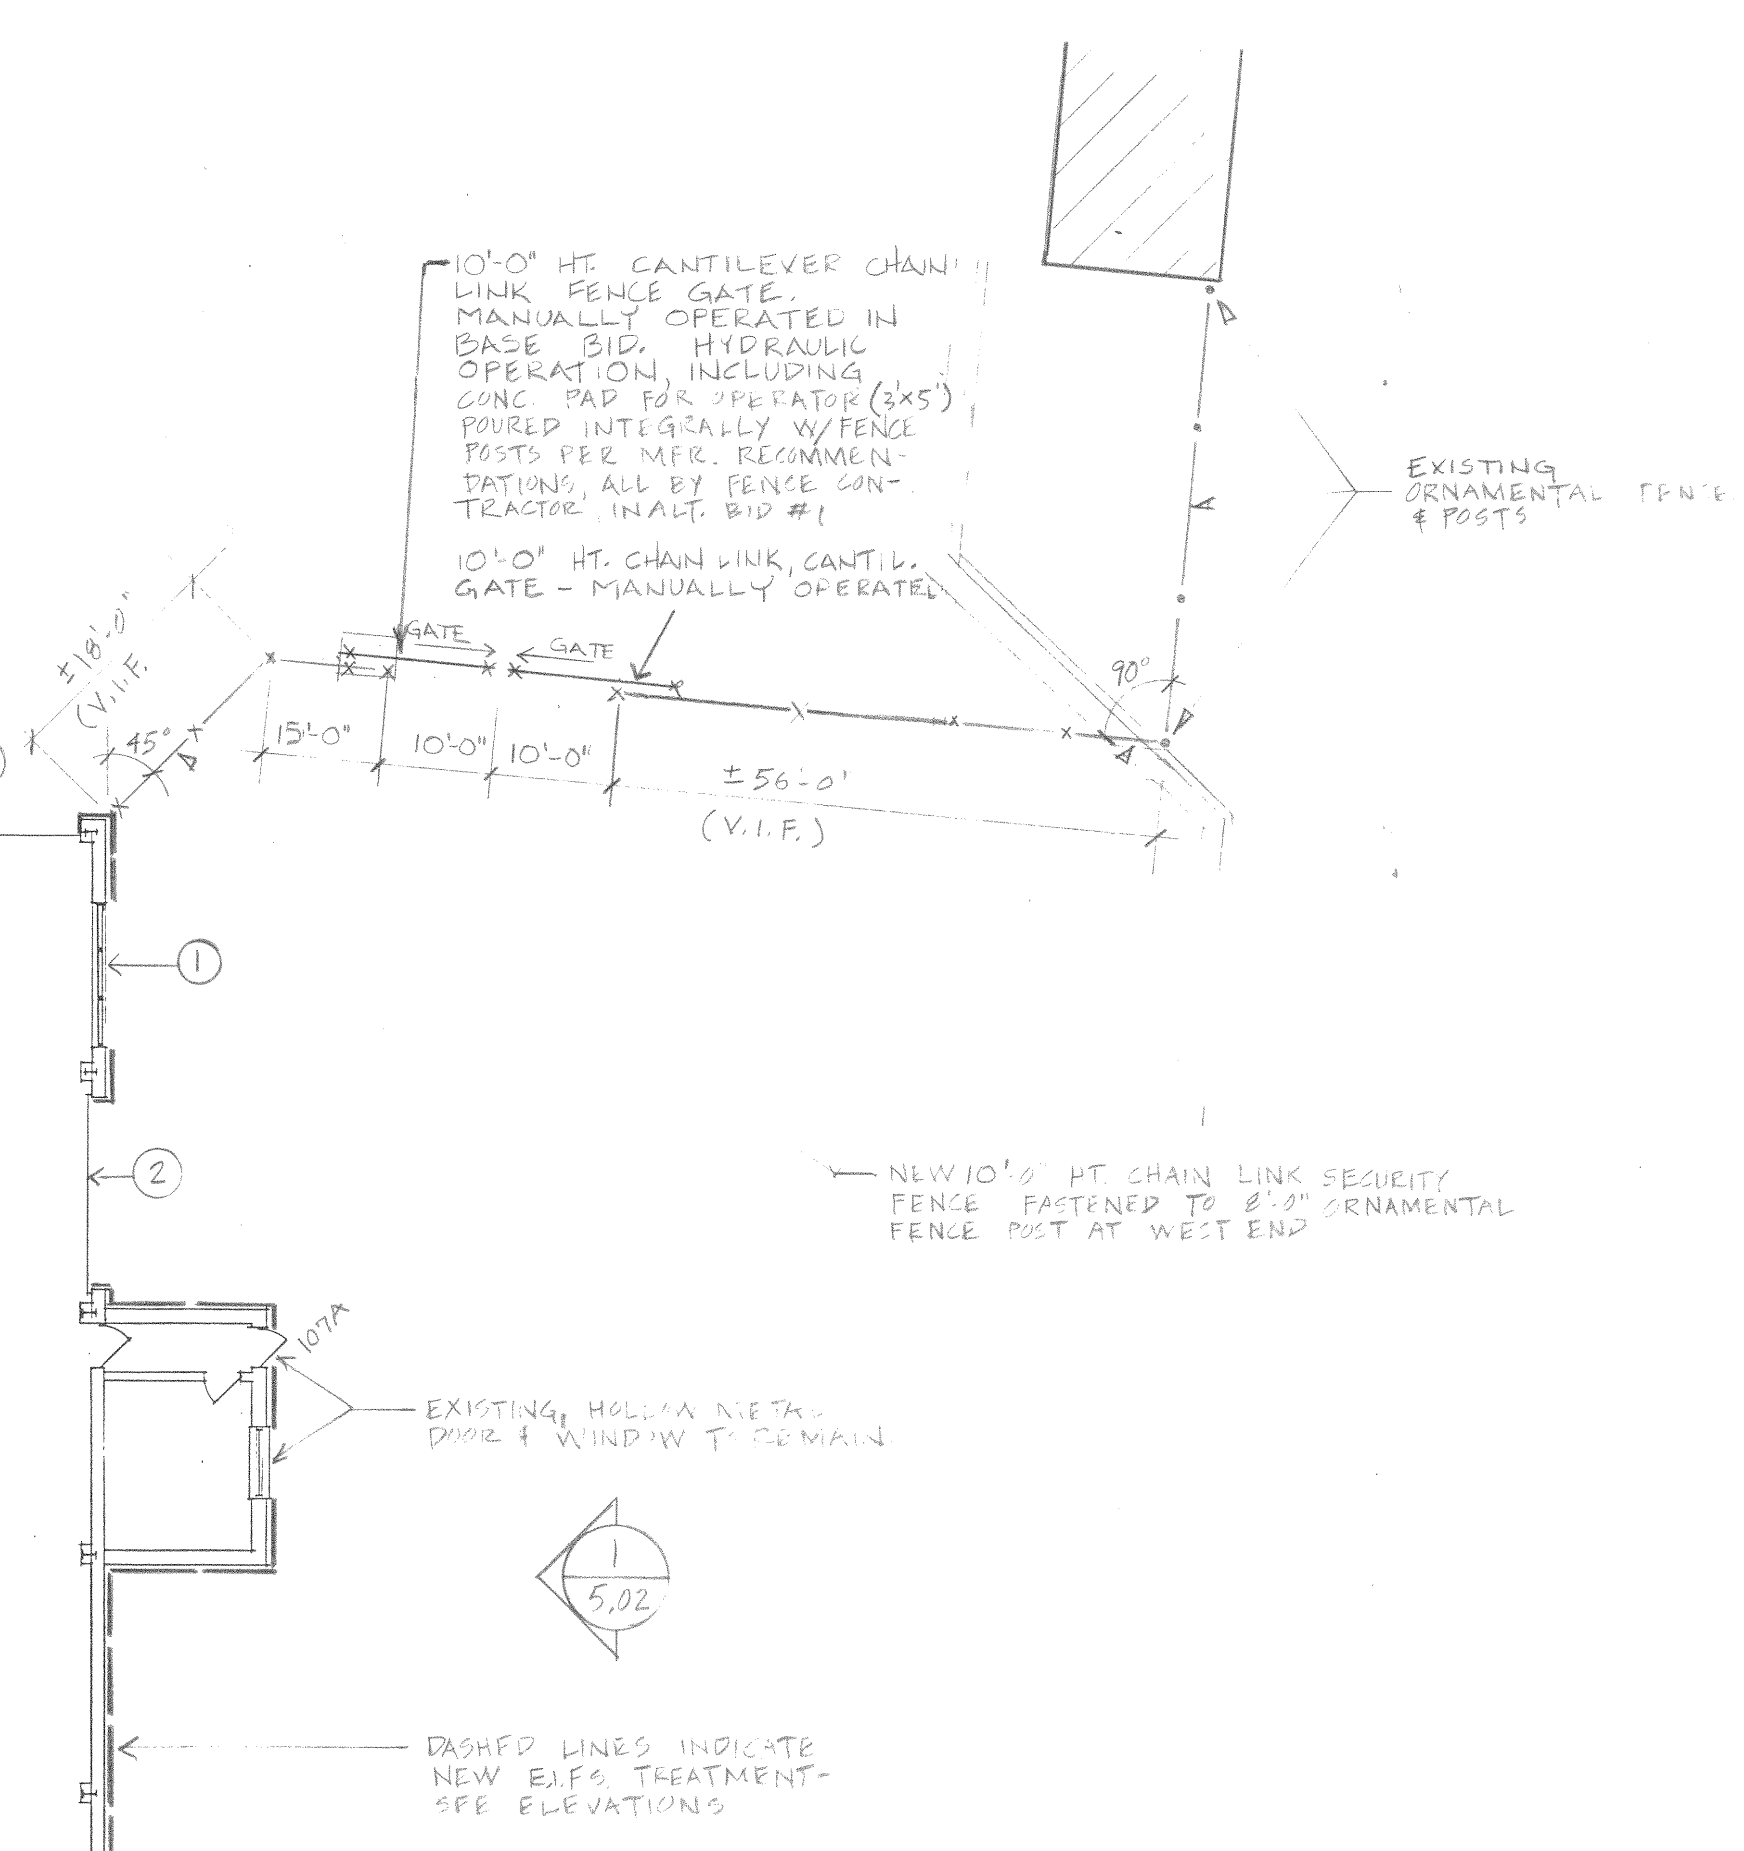 10'-0" HT. CANTILEVER CHAIN
LINK FENCE GATE.
MANUALLY OPERATED IN
BASE BID. HYDRAULIC
OPERATION, INCLUDING
CONC. PAD FOR OPERATOR (3'x5')
POURED INTEGRALLY W/FENCE
POSTS PER MFR. RECOMMEN-
DATIONS, ALL BY FENCE CON-
TRACTOR, IN ALT. BID #1
10'-0" HT. CHAIN LINK, CANTIL.
GATE - MANUALLY OPERATED
EXISTING
ORNAMENTAL FENCE
& POSTS
GATE
GATE
±18'-0"
(V.I.F.)
45°
90°
15'-0"
10'-0"
10'-0"
±56'-0"
(V.I.F.)
1
2
NEW 10'-0" HT. CHAIN LINK SECURITY
FENCE FASTENED TO 8'-0" ORNAMENTAL
FENCE POST AT WEST END
107A
EXISTING, HOLLOW METAL
DOOR & WINDOW TO REMAIN
1
5.02
DASHED LINES INDICATE
NEW E.I.F.S. TREATMENT-
SEE ELEVATIONS